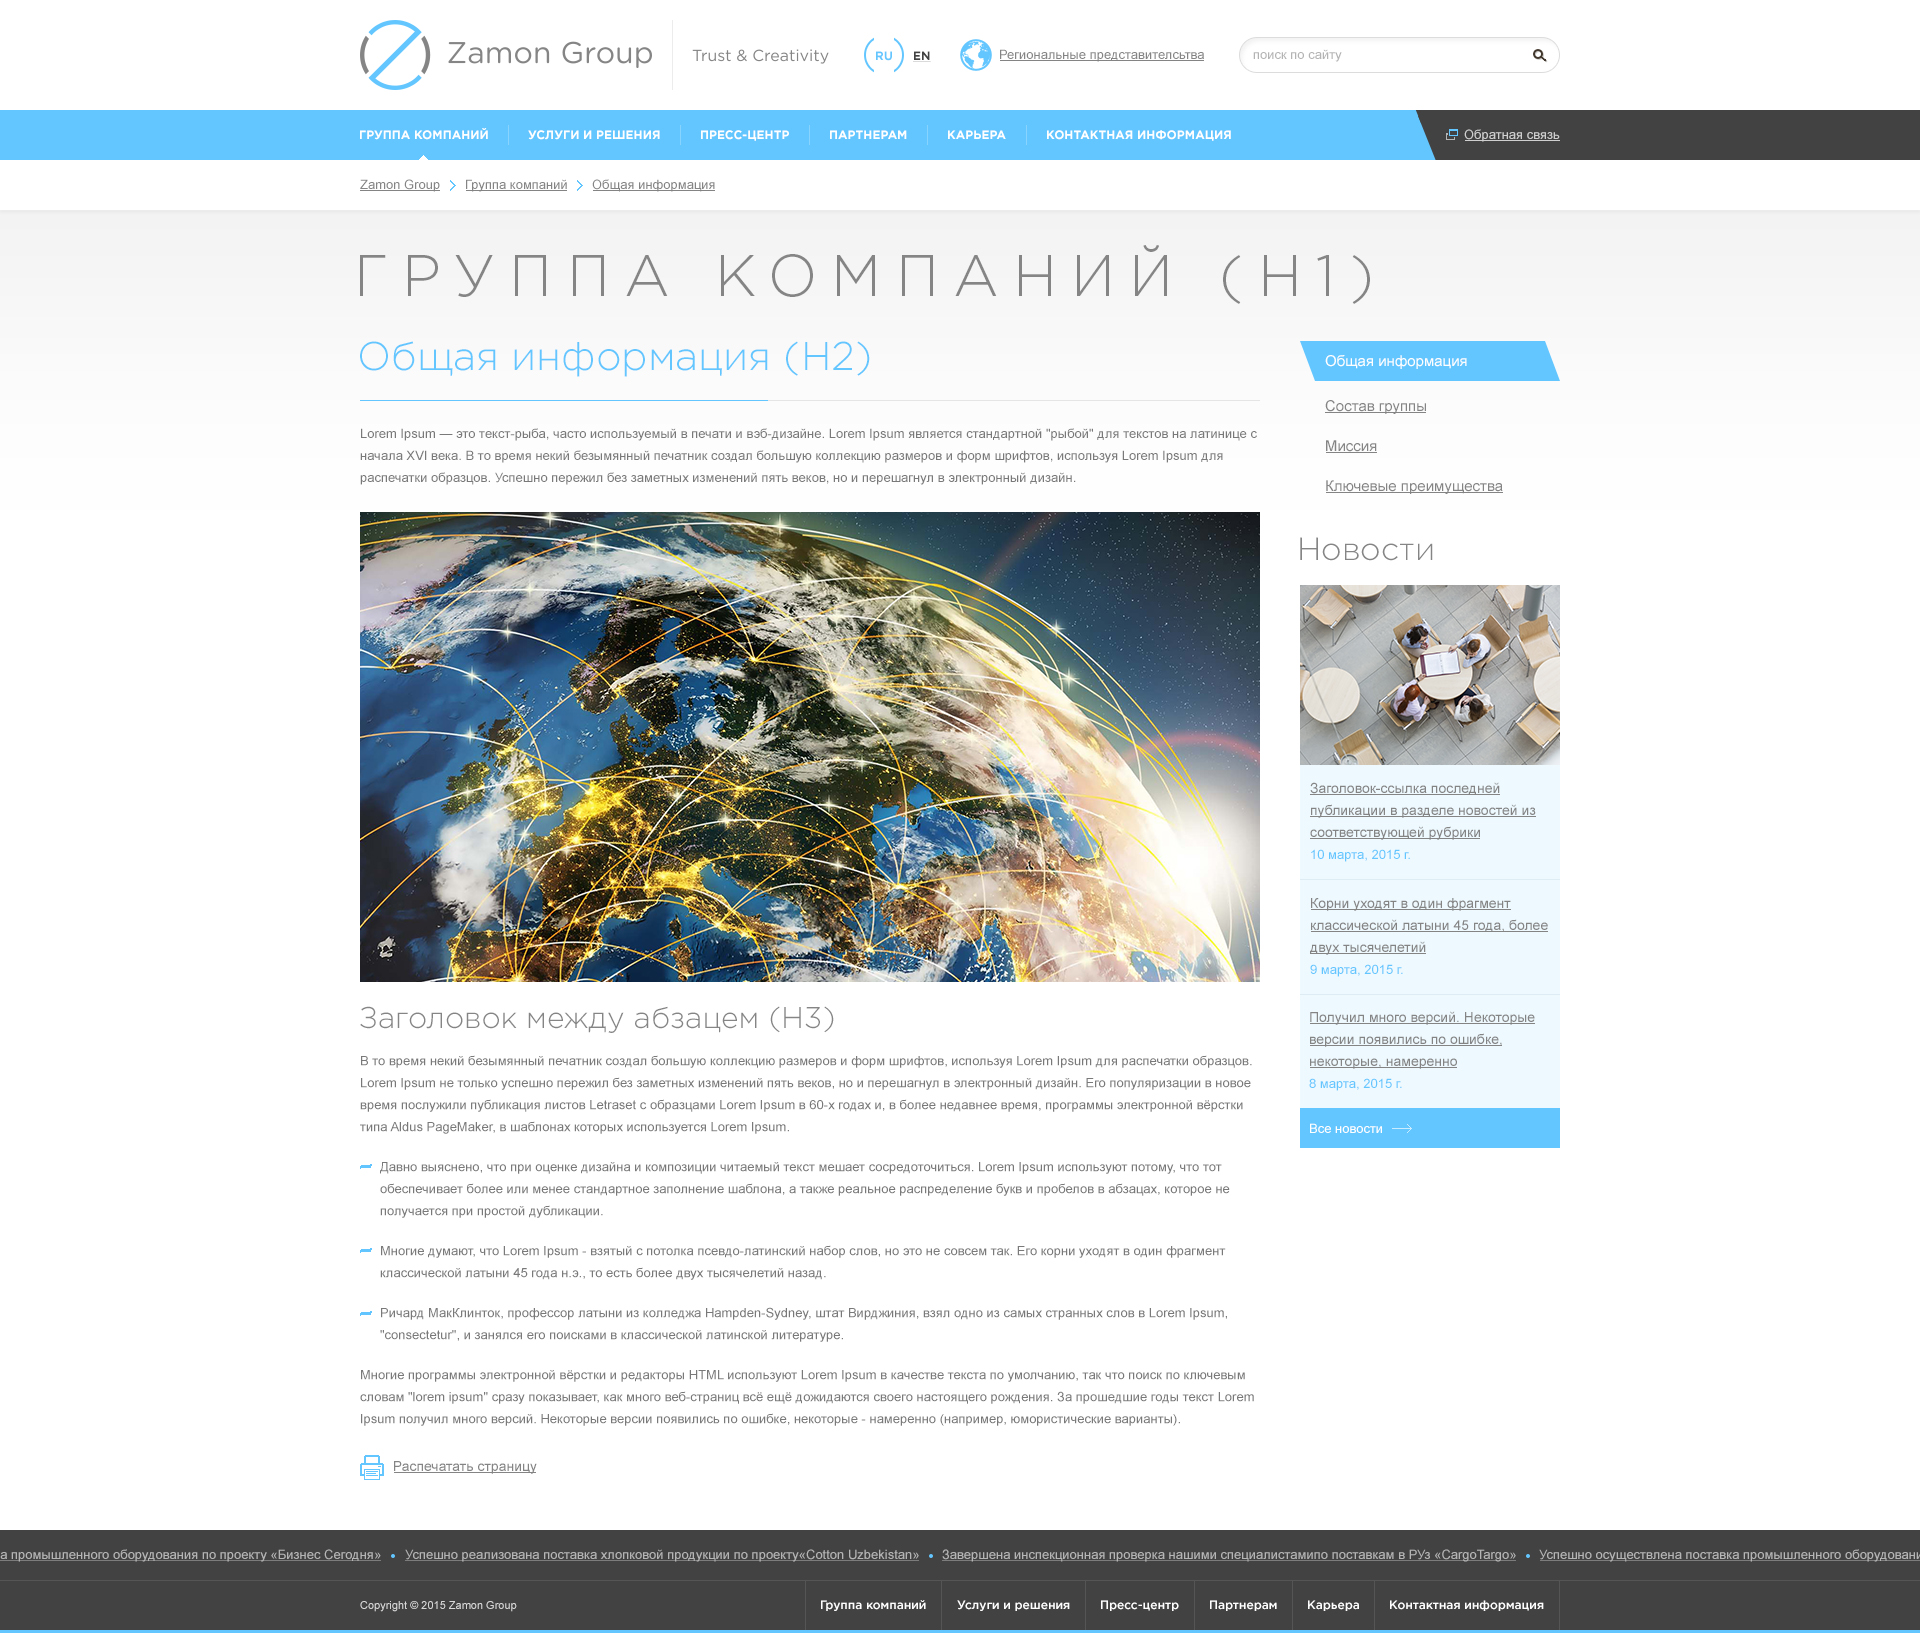 Zamon Group
Trust & Creativity
RU EN
Региональные представителсьтва
поиск по сайту
ГРУППА КОМПАНИЙ
УСЛУГИ И РЕШЕНИЯ
ПРЕСС-ЦЕНТР
ПАРТНЕРАМ
КАРЬЕРА
КОНТАКТНАЯ ИНФОРМАЦИЯ
Обратная связь
Zamon Group
Группа компаний
Общая информация
ГРУППА КОМПАНИЙ (H1)
Общая информация (H2)
Lorem Ipsum — это текст-рыба, часто используемый в печати и вэб-дизайне. Lorem Ipsum является стандартной "рыбой" для текстов на латинице с
начала XVI века. В то время некий безымянный печатник создал большую коллекцию размеров и форм шрифтов, используя Lorem Ipsum для
распечатки образцов. Успешно пережил без заметных изменений пять веков, но и перешагнул в электронный дизайн.
Заголовок между абзацем (H3)
В то время некий безымянный печатник создал большую коллекцию размеров и форм шрифтов, используя Lorem Ipsum для распечатки образцов.
Lorem Ipsum не только успешно пережил без заметных изменений пять веков, но и перешагнул в электронный дизайн. Его популяризации в новое
время послужили публикация листов Letraset с образцами Lorem Ipsum в 60-х годах и, в более недавнее время, программы электронной вёрстки
типа Aldus PageMaker, в шаблонах которых используется Lorem Ipsum.
Давно выяснено, что при оценке дизайна и композиции читаемый текст мешает сосредоточиться. Lorem Ipsum используют потому, что тот
обеспечивает более или менее стандартное заполнение шаблона, а также реальное распределение букв и пробелов в абзацах, которое не
получается при простой дубликации.
Многие думают, что Lorem Ipsum - взятый с потолка псевдо-латинский набор слов, но это не совсем так. Его корни уходят в один фрагмент
классической латыни 45 года н.э., то есть более двух тысячелетий назад.
Ричард МакКлинток, профессор латыни из колледжа Hampden-Sydney, штат Вирджиния, взял одно из самых странных слов в Lorem Ipsum,
"consectetur", и занялся его поисками в классической латинской литературе.
Многие программы электронной вёрстки и редакторы HTML используют Lorem Ipsum в качестве текста по умолчанию, так что поиск по ключевым
словам "lorem ipsum" сразу показывает, как много веб-страниц всё ещё дожидаются своего настоящего рождения. За прошедшие годы текст Lorem
Ipsum получил много версий. Некоторые версии появились по ошибке, некоторые - намеренно (например, юмористические варианты).
Распечатать страницу
Общая информация
Состав группы
Миссия
Ключевые преимущества
Новости
Заголовок-ссылка последней
публикации в разделе новостей из
соответствующей рубрики
10 марта, 2015 г.
Корни уходят в один фрагмент
классической латыни 45 года, более
двух тысячелетий
9 марта, 2015 г.
Получил много версий. Некоторые
версии появились по ошибке,
некоторые, намеренно
8 марта, 2015 г.
Все новости
а промышленного оборудования по проекту «Бизнес Сегодня»
Успешно реализована поставка хлопковой продукции по проекту«Cotton Uzbekistan»
Завершена инспекционная проверка нашими специалистамипо поставкам в РУз «CargoTargo»
Успешно осуществлена поставка промышленного оборудовани
Copyright © 2015 Zamon Group
Группа компаний
Услуги и решения
Пресс-центр
Партнерам
Карьера
Контактная информация